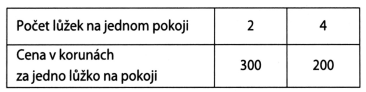 Počet lůžek na jednom pokoji 2 4
Cena v korunách
za jedno lůžko na pokoji 300 200